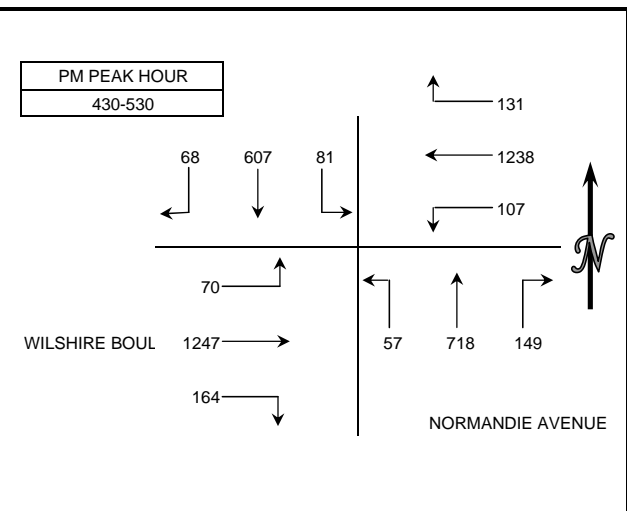 PM PEAK HOUR
430-530
131
68 607 81
1238
107
N
70
WILSHIRE BOUL 1247
57 718 149
164
NORMANDIE AVENUE